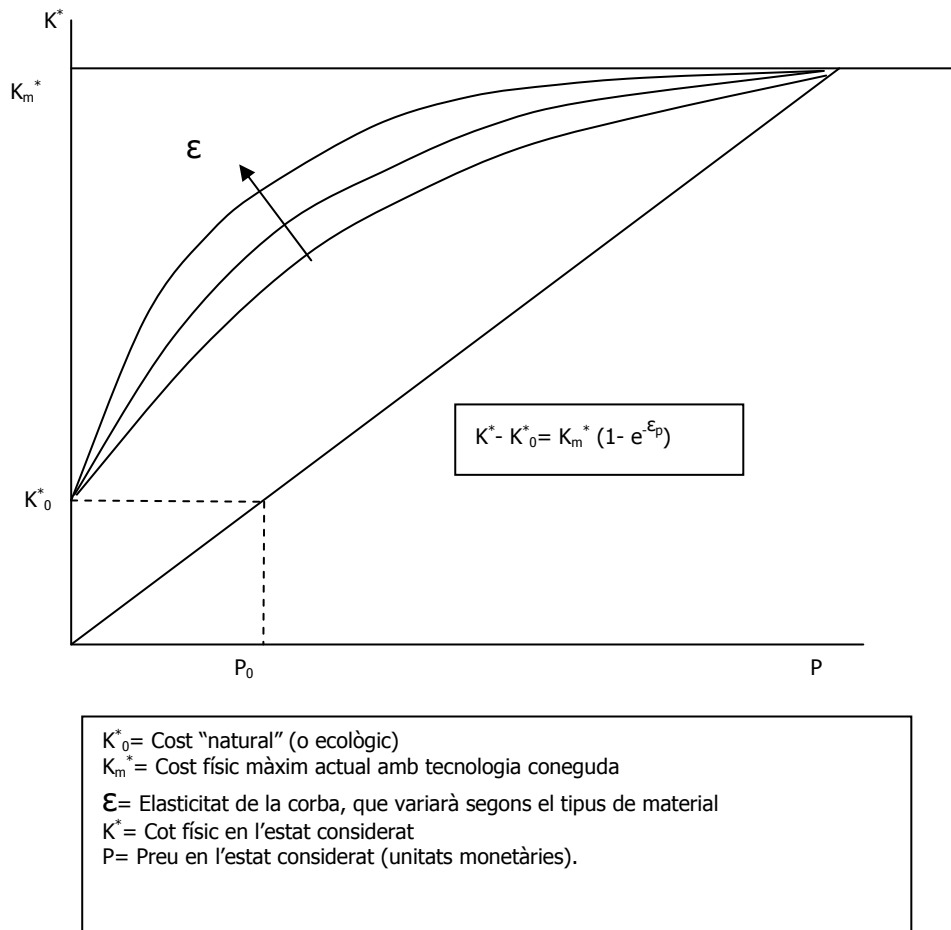 K*
Km*
ε
K*- K*0= Km* (1- e-εp)
K*0
P0
P
K*0= Cost “natural” (o ecològic)
Km*= Cost físic màxim actual amb tecnologia coneguda
ε= Elasticitat de la corba, que variarà segons el tipus de material
K*= Cot físic en l’estat considerat
P= Preu en l’estat considerat (unitats monetàries).